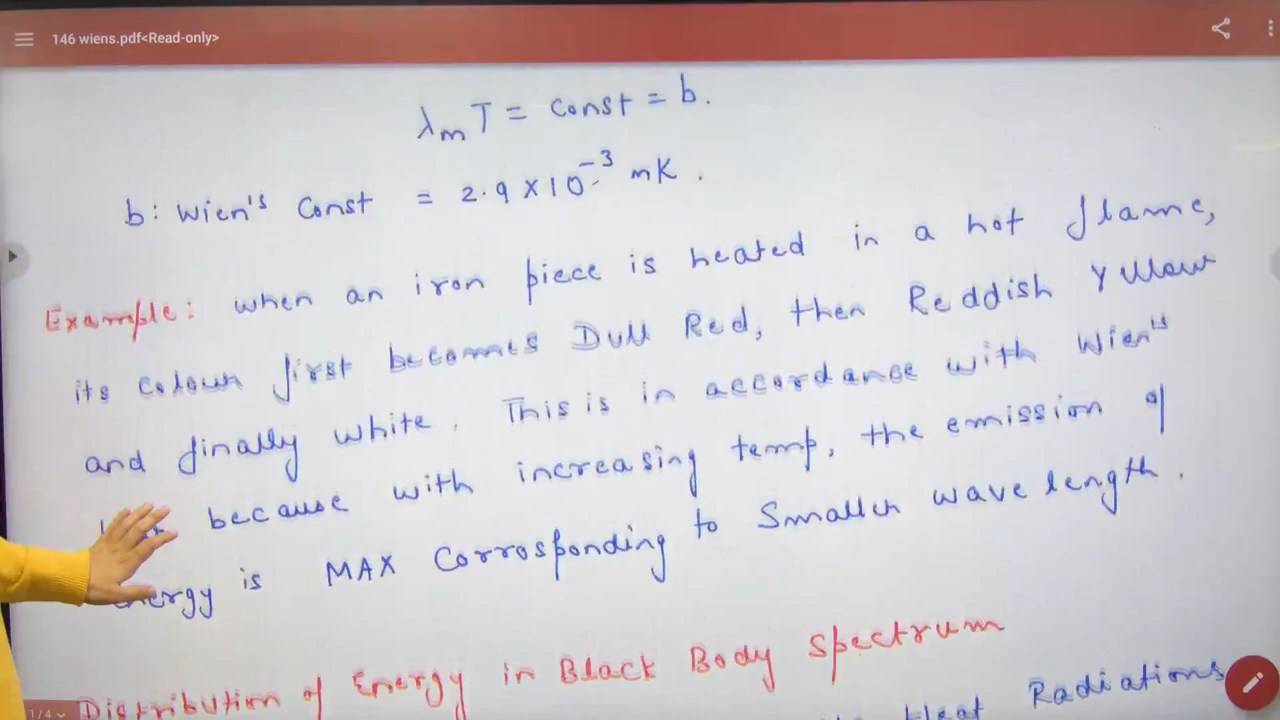 146 wiens.pdf<Read-only>
λm T = Const = b.
b: Wien's Const = 2.9 × 10⁻³ mK.
Example: when an iron piece is heated in a hot flame,
its colour first becomes Dull Red, then Reddish Yellow
and finally white. This is in accordance with Wien's
because with increasing temp, the emission of
energy is MAX Corrosponding to Smaller wave length.
Distribution of Energy in Black Body Spectrum
Heat Radiations
1/4